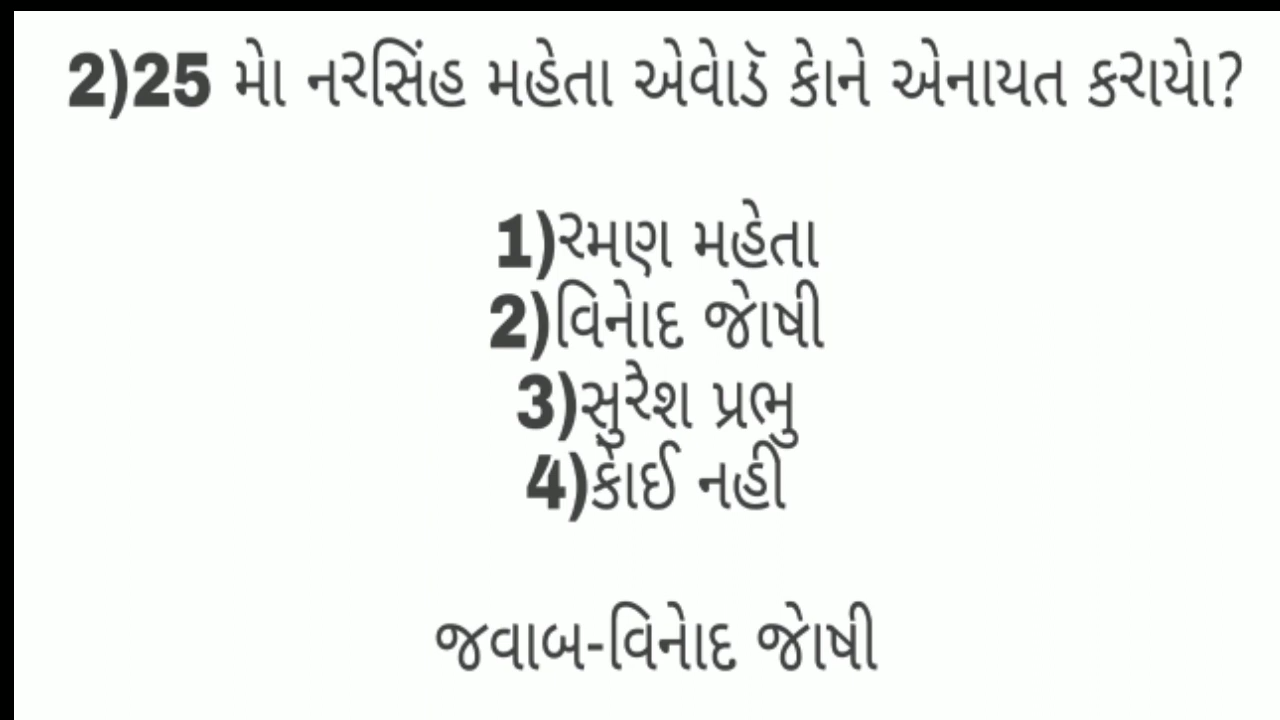 2)25 મો નરસિંહ મહેતા એવોર્ડ કોને એનાયત કરાયો?
1)રમણ મહેતા
2)વિનોદ જોષી
3)સુરેશ પ્રભુ
4)કોઈ નહી
જવાબ-વિનોદ જોષી